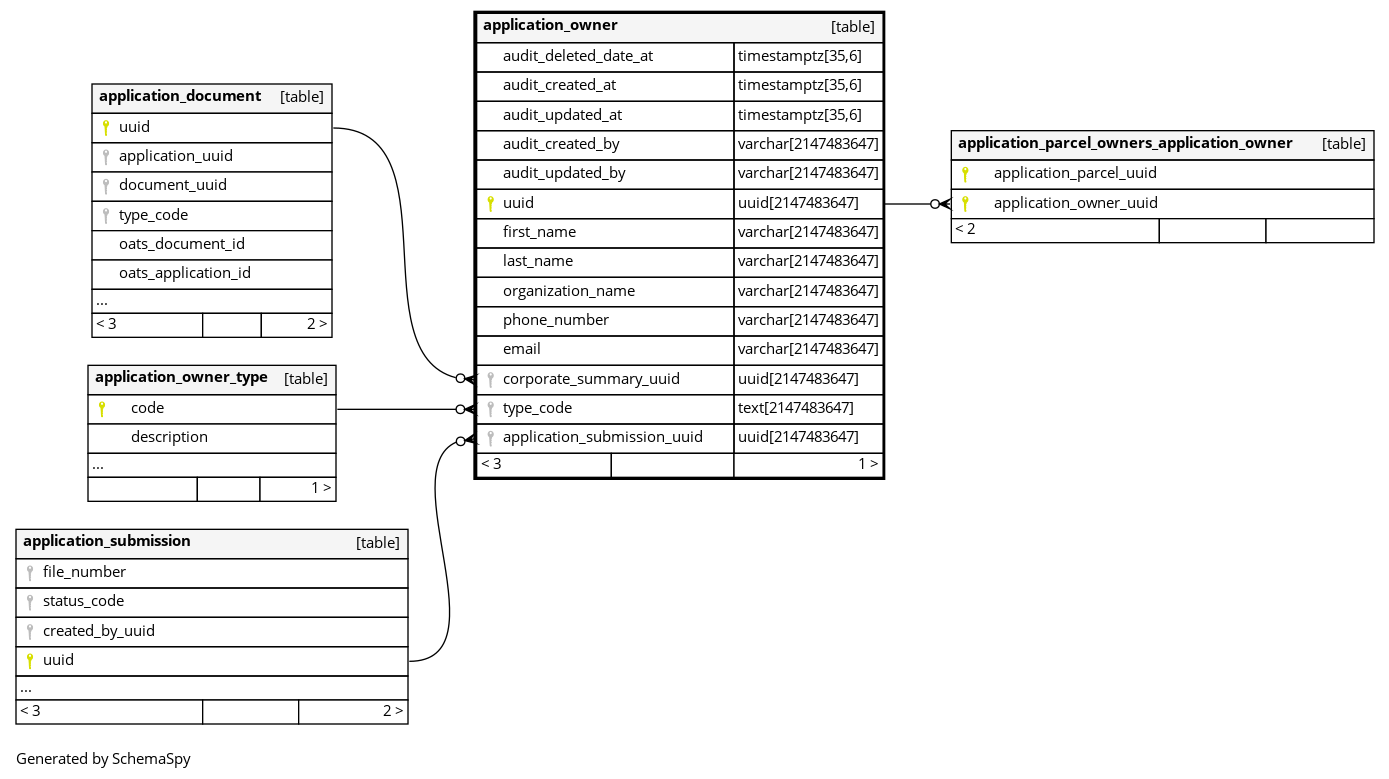 application_owner [table]
audit_deleted_date_at timestamptz[35,6]
audit_created_at timestamptz[35,6]
audit_updated_at timestamptz[35,6]
audit_created_by varchar[2147483647]
audit_updated_by varchar[2147483647]
uuid uuid[2147483647]
first_name varchar[2147483647]
last_name varchar[2147483647]
organization_name varchar[2147483647]
phone_number varchar[2147483647]
email varchar[2147483647]
corporate_summary_uuid uuid[2147483647]
type_code text[2147483647]
application_submission_uuid uuid[2147483647]
< 3 1 >
application_document [table]
uuid
application_uuid
document_uuid
type_code
oats_document_id
oats_application_id
...
< 3 2 >
application_owner_type [table]
code
description
...
1 >
application_submission [table]
file_number
status_code
created_by_uuid
uuid
...
< 3 2 >
application_parcel_owners_application_owner [table]
application_parcel_uuid
application_owner_uuid
< 2
Generated by SchemaSpy